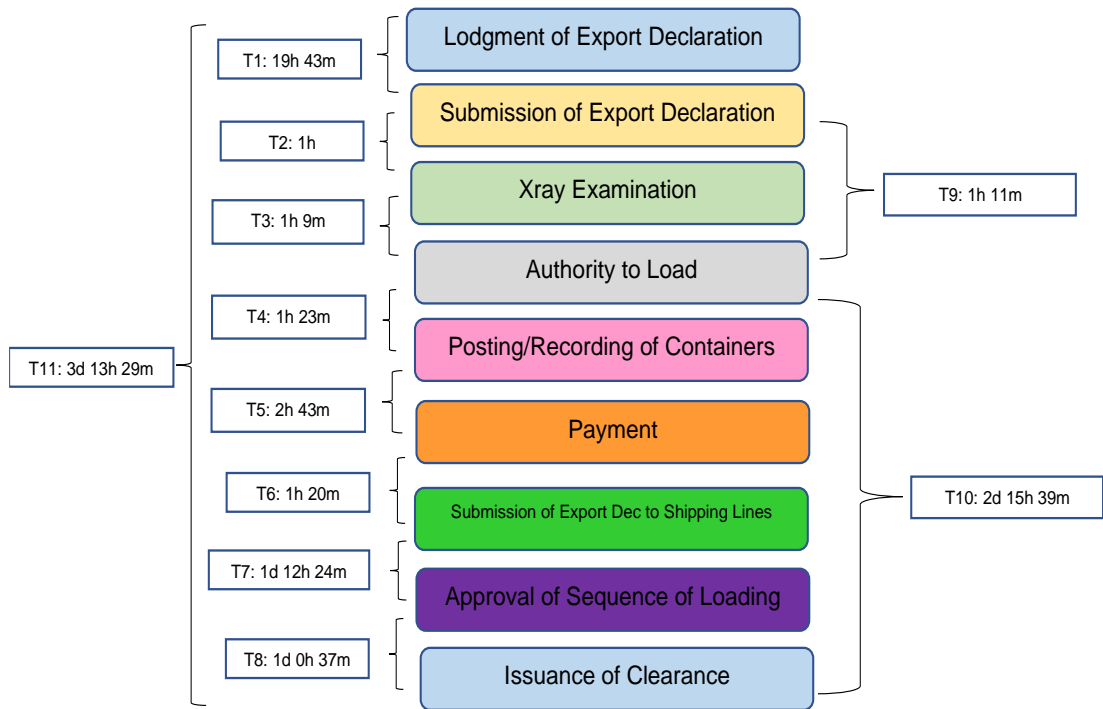 Lodgment of Export Declaration
T1: 19h 43m
Submission of Export Declaration
T2: 1h
Xray Examination
T9: 1h 11m
T3: 1h 9m
Authority to Load
T4: 1h 23m
Posting/Recording of Containers
T11: 3d 13h 29m
T5: 2h 43m
Payment
T6: 1h 20m
Submission of Export Dec to Shipping Lines
T10: 2d 15h 39m
T7: 1d 12h 24m
Approval of Sequence of Loading
T8: 1d 0h 37m
Issuance of Clearance